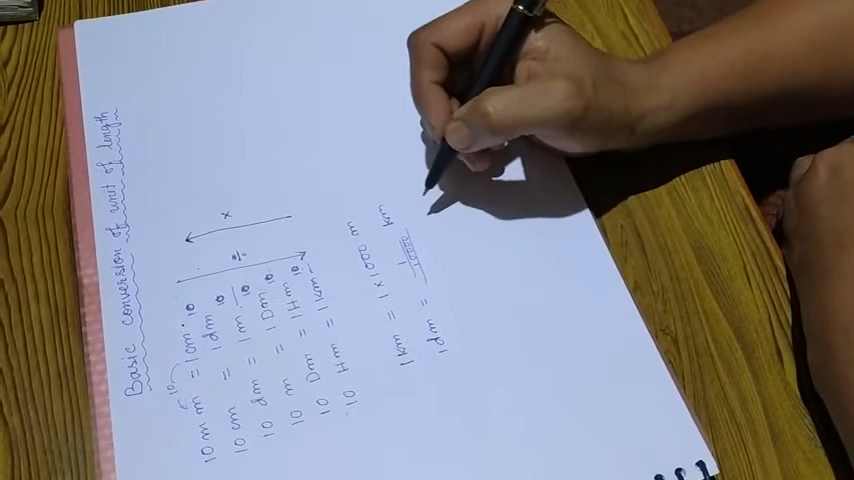 Basic conversion of unit of length
10 mm = 1 cm
10 cm = 1 dm
10 dm = 1 m
10 m = 1 Dm
10 Dm = 1 Hm
10 Hm = 1 Km
÷
×
1 Km = 1 × 1000 m
1 dm = 1/10000 km